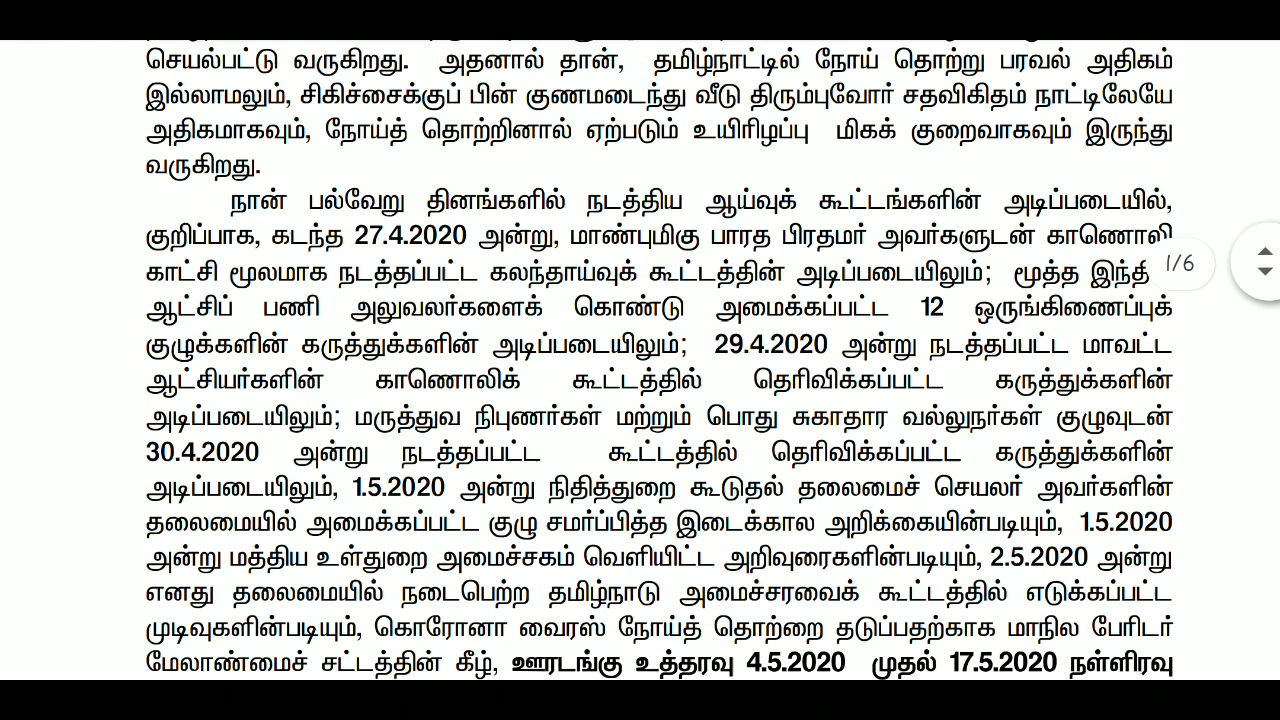 செயல்பட்டு வருகிறது. அதனால் தான், தமிழ்நாட்டில் நோய் தொற்று பரவல் அதிகம்
இல்லாமலும், சிகிச்சைக்குப் பின் குணமடைந்து வீடு திரும்புவோர் சதவிகிதம் நாட்டிலேயே
அதிகமாகவும், நோய்த் தொற்றினால் ஏற்படும் உயிரிழப்பு மிகக் குறைவாகவும் இருந்து
வருகிறது.
நான் பல்வேறு தினங்களில் நடத்திய ஆய்வுக் கூட்டங்களின் அடிப்படையில்,
குறிப்பாக, கடந்த 27.4.2020 அன்று, மாண்புமிகு பாரத பிரதமர் அவர்களுடன் காணொலி
காட்சி மூலமாக நடத்தப்பட்ட கலந்தாய்வுக் கூட்டத்தின் அடிப்படையிலும்; மூத்த
1/6
ஆட்சிப் பணி அலுவலர்களைக் கொண்டு அமைக்கப்பட்ட 12 ஒருங்கிணைப்புக்
குழுக்களின் கருத்துக்களின் அடிப்படையிலும்; 29.4.2020 அன்று நடத்தப்பட்ட மாவட்ட
ஆட்சியர்களின் காணொலிக் கூட்டத்தில் தெரிவிக்கப்பட்ட கருத்துக்களின்
அடிப்படையிலும்; மருத்துவ நிபுணர்கள் மற்றும் பொது சுகாதார வல்லுநர்கள் குழுவுடன்
30.4.2020 அன்று நடத்தப்பட்ட கூட்டத்தில் தெரிவிக்கப்பட்ட கருத்துக்களின்
அடிப்படையிலும், 1.5.2020 அன்று நிதித்துறை கூடுதல் தலைமைச் செயலர் அவர்களின்
தலைமையில் அமைக்கப்பட்ட குழு சமர்ப்பித்த இடைக்கால அறிக்கையின்படியும், 1.5.2020
அன்று மத்திய உள்துறை அமைச்சகம் வெளியிட்ட அறிவுரைகளின்படியும், 2.5.2020 அன்று
எனது தலைமையில் நடைபெற்ற தமிழ்நாடு அமைச்சரவைக் கூட்டத்தில் எடுக்கப்பட்ட
முடிவுகளின்படியும், கொரோனா வைரஸ் நோய்த் தொற்றை தடுப்பதற்காக மாநில பேரிடர்
மேலாண்மைச் சட்டத்தின் கீழ், ஊரடங்கு உத்தரவு 4.5.2020 முதல் 17.5.2020 நள்ளிரவு